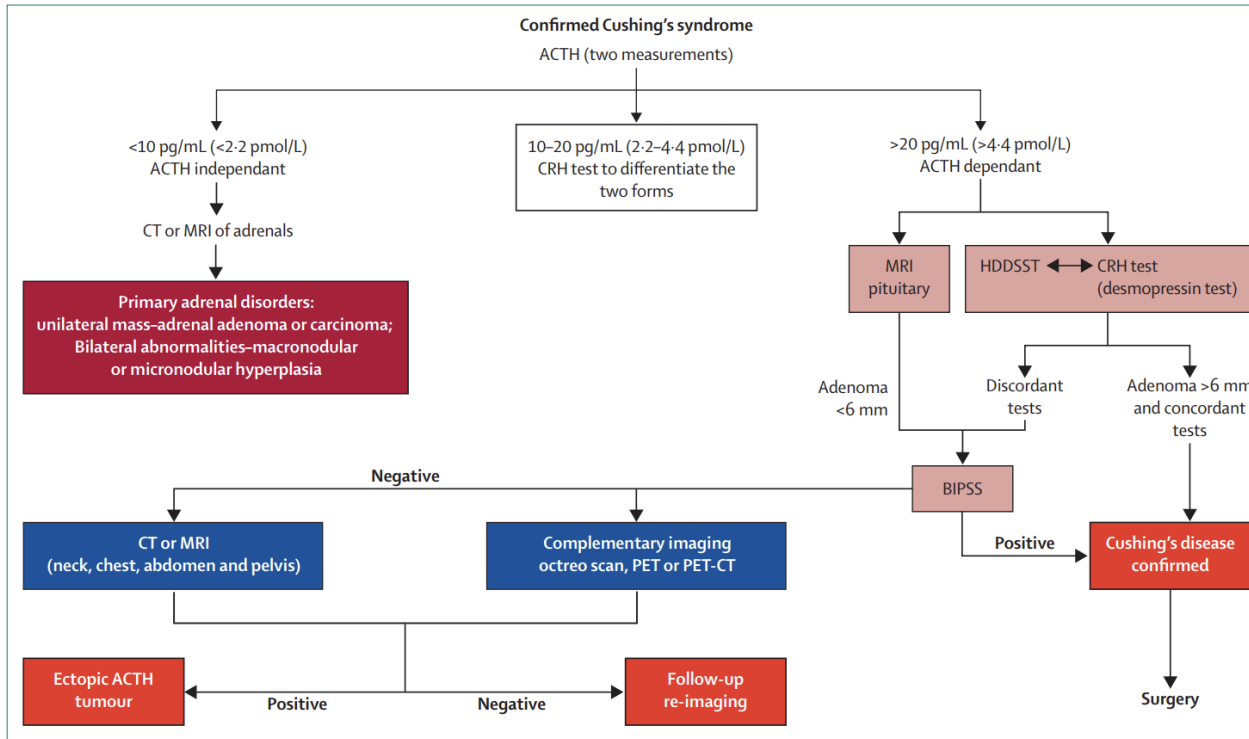 Confirmed Cushing's syndrome
ACTH (two measurements)
<10 pg/mL (<2·2 pmol/L)
ACTH independant
10–20 pg/mL (2·2–4·4 pmol/L)
CRH test to differentiate the
two forms
>20 pg/mL (>4·4 pmol/L)
ACTH dependant
CT or MRI of adrenals
Primary adrenal disorders:
unilateral mass–adrenal adenoma or carcinoma;
Bilateral abnormalities–macronodular
or micronodular hyperplasia
MRI
pituitary
HDDSST
CRH test
(desmopressin test)
Adenoma
<6 mm
Discordant
tests
Adenoma >6 mm
and concordant
tests
Negative
BIPSS
CT or MRI
(neck, chest, abdomen and pelvis)
Complementary imaging
octreo scan, PET or PET-CT
Positive
Cushing's disease
confirmed
Ectopic ACTH
tumour
Positive
Negative
Follow-up
re-imaging
Surgery